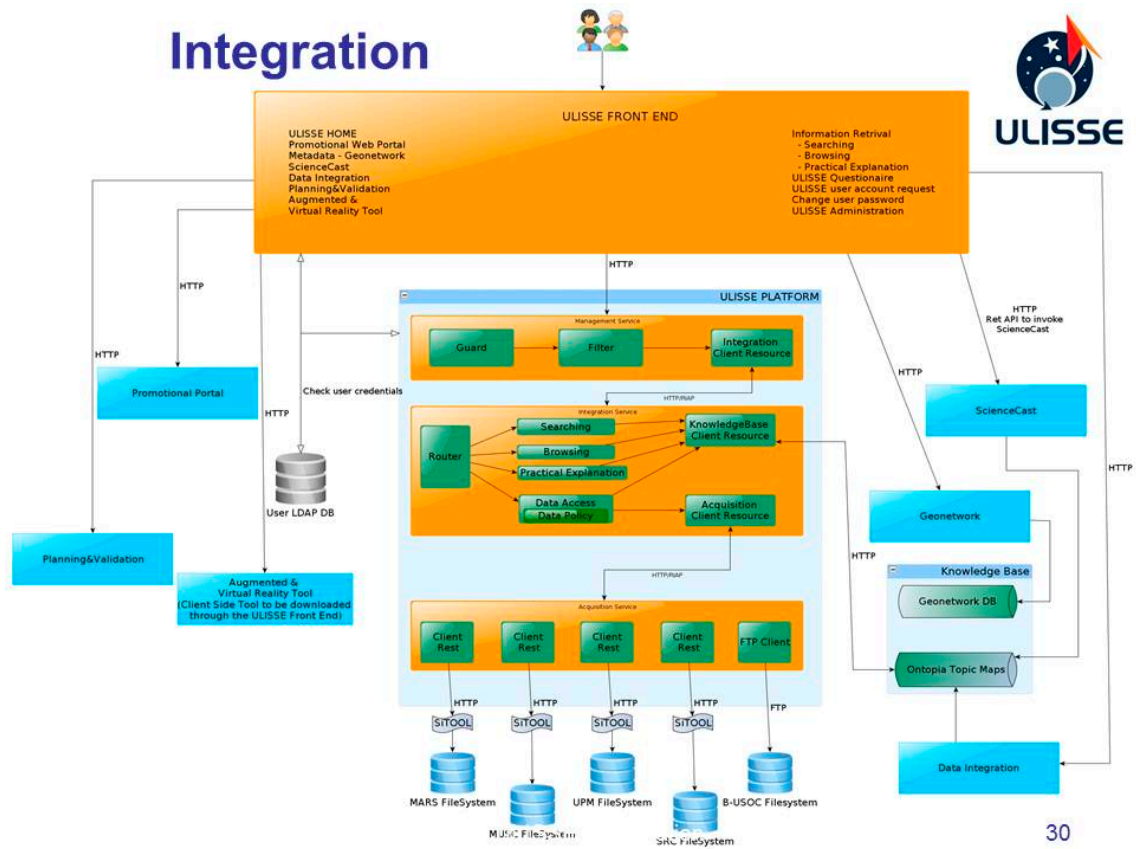 Integration
ULISSE
ULISSE FRONT END
ULISSE HOME
Promotional Web Portal
Metadata - Geonetwork
ScienceCast
Data Integration
Planning&Validation
Augmented &
Virtual Reality Tool
Information Retrival
- Searching
- Browsing
- Practical Explanation
ULISSE Questionaire
ULISSE user account request
Change user password
ULISSE Administration
HTTP
HTTP
HTTP
HTTP
HTTP
HTTP
Ret API to invoke
ScienceCast
HTTP
Check user credentials
Promotional Portal
User LDAP DB
Planning&Validation
Augmented &
Virtual Reality Tool
(Client Side Tool to be downloaded
through the ULISSE Front End)
ULISSE PLATFORM
Management Service
Guard
Filter
Integration
Client Resource
HTTP/RIAP
Integration Service
Router
Searching
Browsing
Practical Explanation
Data Access
Data Policy
KnowledgeBase
Client Resource
Acquisition
Client Resource
HTTP/RIAP
Acquisition Service
Client
Rest
Client
Rest
Client
Rest
Client
Rest
FTP Client
HTTP
HTTP
HTTP
HTTP
FTP
SiTOOL
SiTOOL
SiTOOL
SiTOOL
MARS FileSystem
MUSC FileSystem
UPM FileSystem
SRC FileSystem
B-USOC Filesystem
HTTP
ScienceCast
Geonetwork
Knowledge Base
Geonetwork DB
Ontopia Topic Maps
Data Integration
30